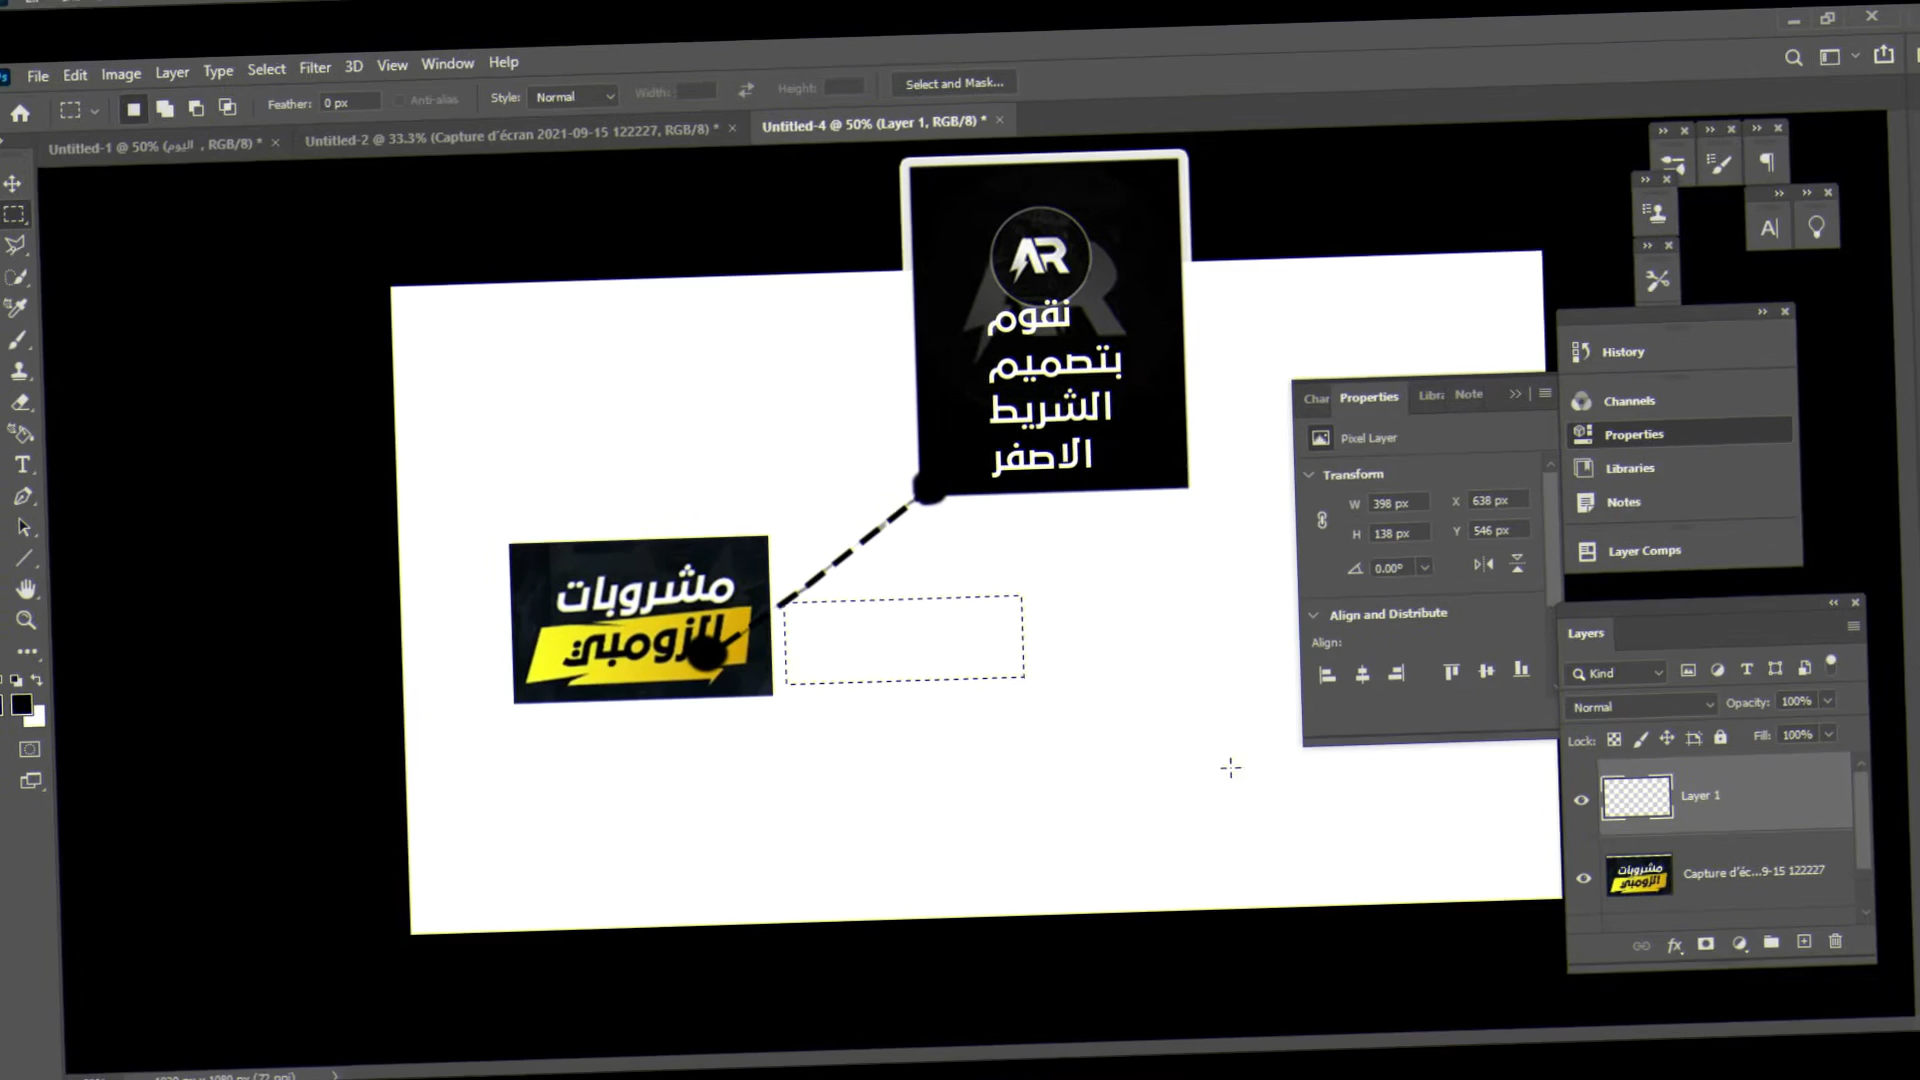 File Edit Image Layer Type Select Filter 3D View Window Help
Feather: 0 px Anti-alias Style: Normal Width: Height: Select and Mask...
Untitled-1 @ 50% (اليوم , RGB/8) * × Untitled-2 @ 33.3% (Capture d'écran 2021-09-15 122227, RGB/8) * × Untitled-4 @ 50% (Layer 1, RGB/8) * ×
AR
نقوم
بتصميم
الشريط
الاصفر
مشروبات
الزومبي
Char Properties Libra Note
Pixel Layer
Transform
W 398 px X 638 px
H 138 px Y 546 px
0.00°
Align and Distribute
Align:
History
Channels
Properties
Libraries
Notes
Layer Comps
Layers
Kind
Normal Opacity: 100%
Lock: Fill: 100%
Layer 1
مشروبات
الزومبي
Capture d'éc...9-15 122227
fx